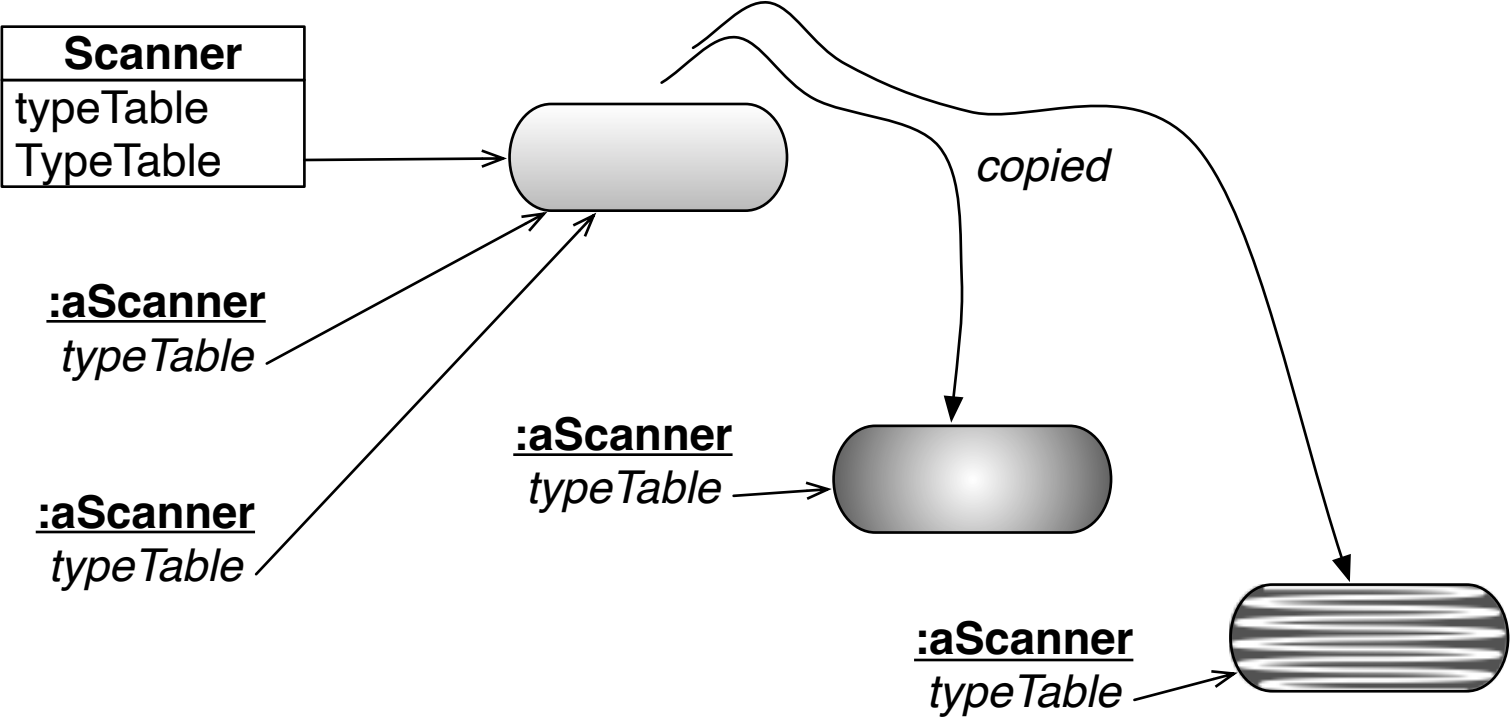 Scanner
typeTable
TypeTable
copied
:aScanner
typeTable
:aScanner
typeTable
:aScanner
typeTable
:aScanner
typeTable